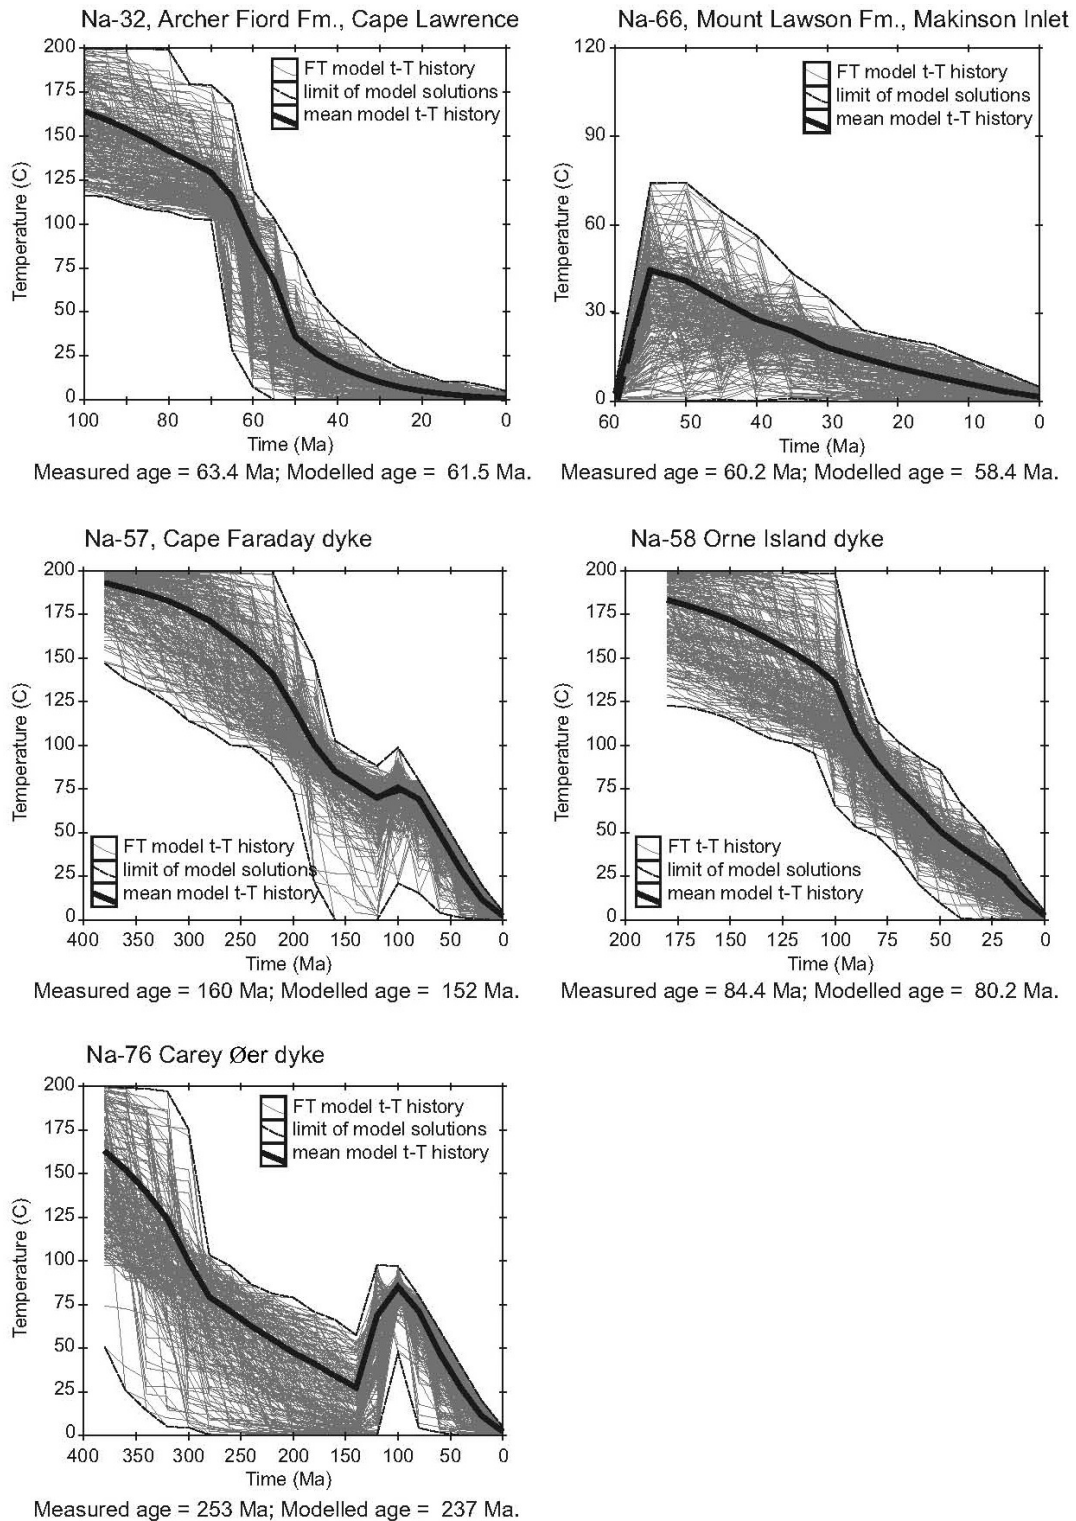 Na-32, Archer Fiord Fm., Cape Lawrence
200
175
150
125
100
75
50
25
0
Temperature (C)
FT model t-T history
limit of model solutions
mean model t-T history
100 80 60 40 20 0
Time (Ma)
Measured age = 63.4 Ma; Modelled age = 61.5 Ma.
Na-66, Mount Lawson Fm., Makinson Inlet
120
90
60
30
0
Temperature (C)
FT model t-T history
limit of model solutions
mean model t-T history
60 50 40 30 20 10 0
Time (Ma)
Measured age = 60.2 Ma; Modelled age = 58.4 Ma.
Na-57, Cape Faraday dyke
200
175
150
125
100
75
50
25
0
Temperature (C)
FT model t-T history
limit of model solutions
mean model t-T history
400 350 300 250 200 150 100 50 0
Time (Ma)
Measured age = 160 Ma; Modelled age = 152 Ma.
Na-58 Orne Island dyke
200
175
150
125
100
75
50
25
0
Temperature (C)
FT t-T history
limit of model solutions
mean model t-T history
200 175 150 125 100 75 50 25 0
Time (Ma)
Measured age = 84.4 Ma; Modelled age = 80.2 Ma.
Na-76 Carey Øer dyke
200
175
150
125
100
75
50
25
0
Temperature (C)
FT model t-T history
limit of model solutions
mean model t-T history
400 350 300 250 200 150 100 50 0
Time (Ma)
Measured age = 253 Ma; Modelled age = 237 Ma.